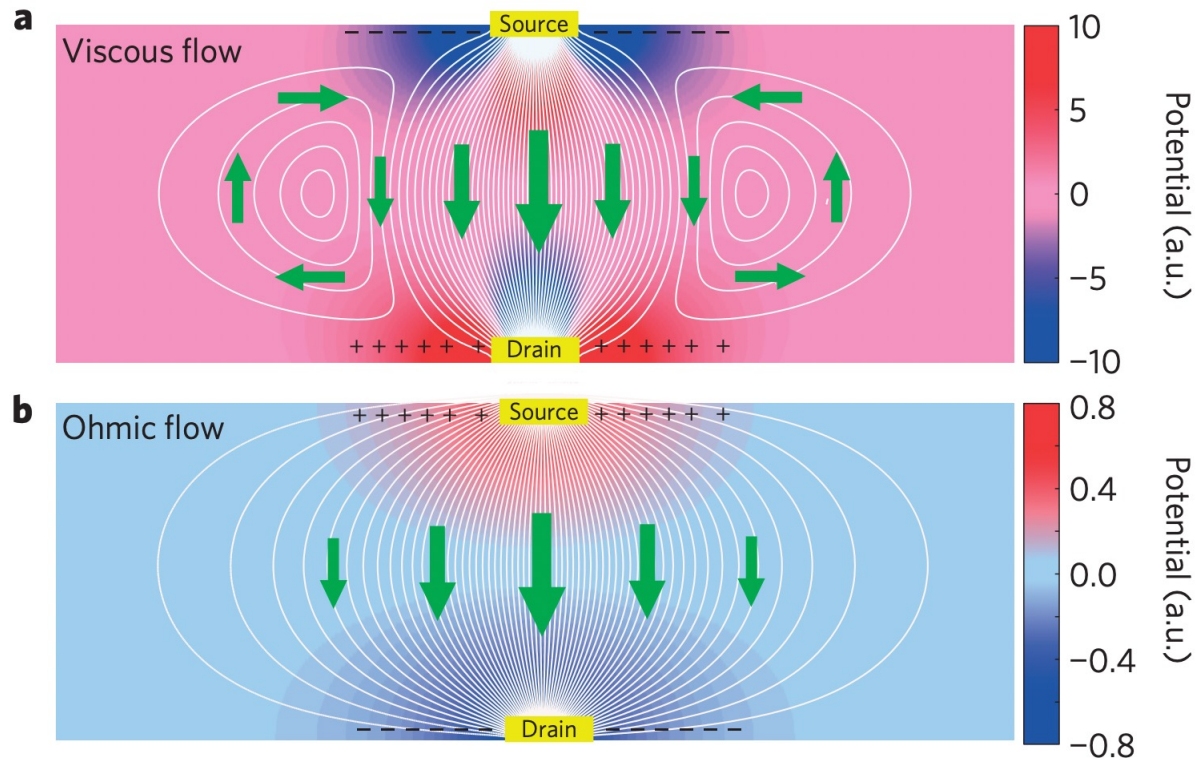 a
Source
Viscous flow
− − − − − − − − − − − −
+ + + + + + + + + + + +
Drain
10
5
0
−5
−10
Potential (a.u.)
b
Source
Ohmic flow
+ + + + + + + + + + + +
− − − − − − − − − − − −
Drain
0.8
0.4
0.0
−0.4
−0.8
Potential (a.u.)